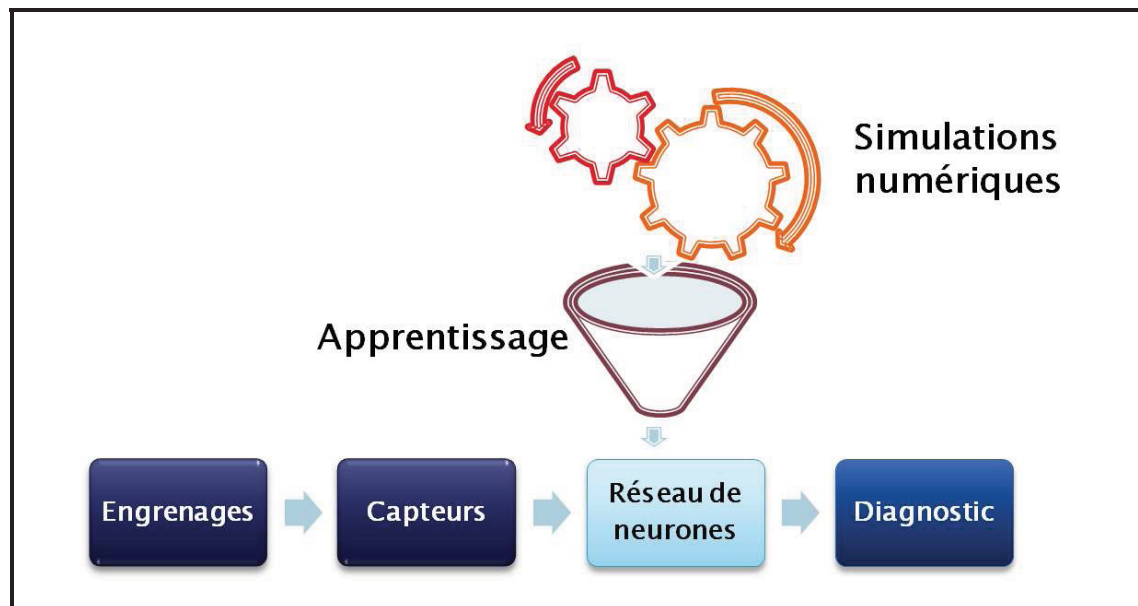 Simulations
numériques
Apprentissage
Engrenages
Capteurs
Réseau de
neurones
Diagnostic